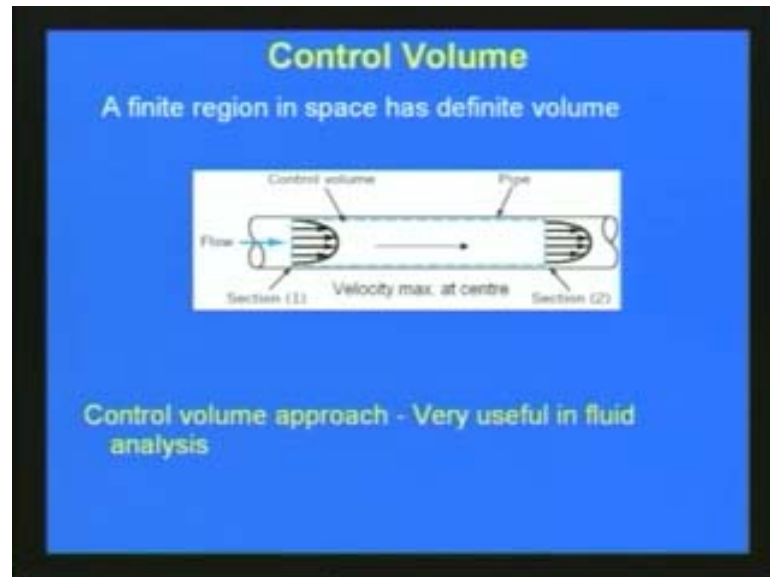 Control Volume
A finite region in space has definite volume
Control volume
Pipe
Flow
Section (1)
Velocity max. at centre
Section (2)
Control volume approach - Very useful in fluid
analysis